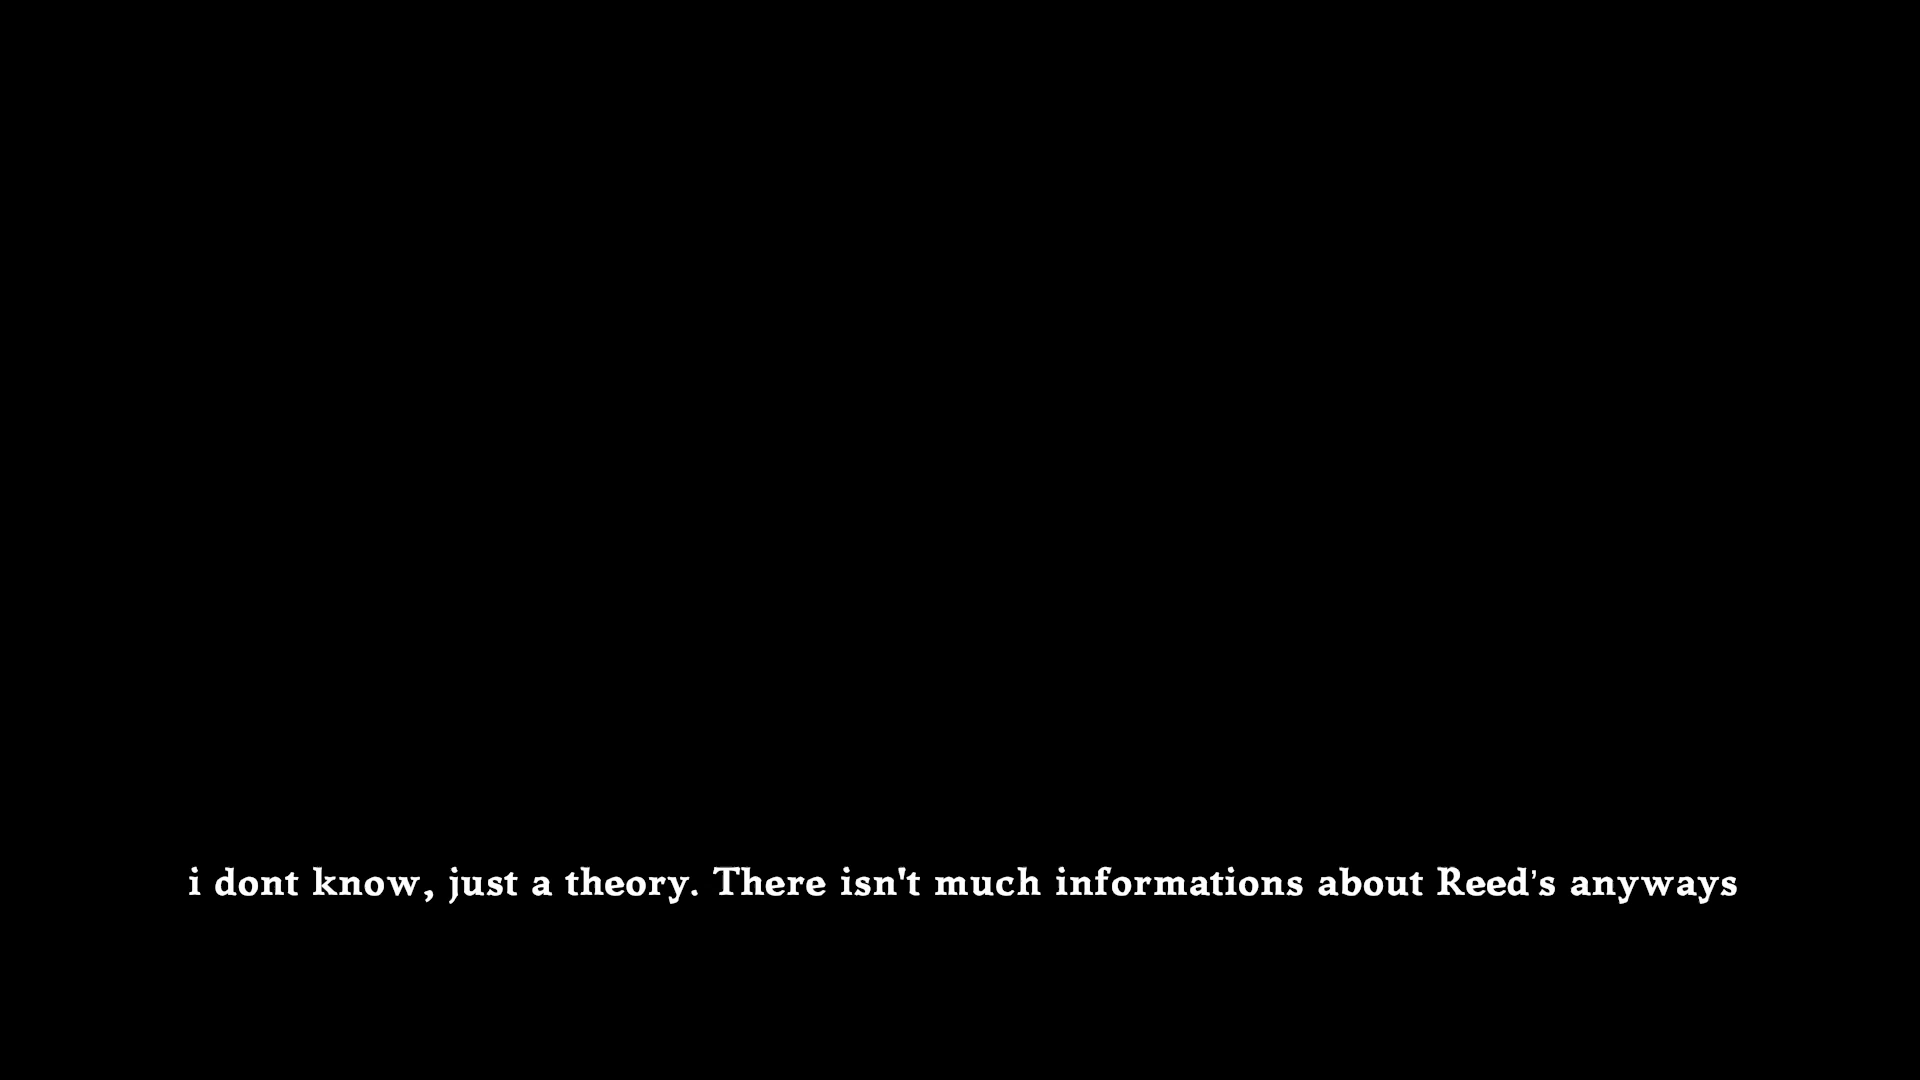 i dont know, just a theory. There isn't much informations about Reed’s anyways